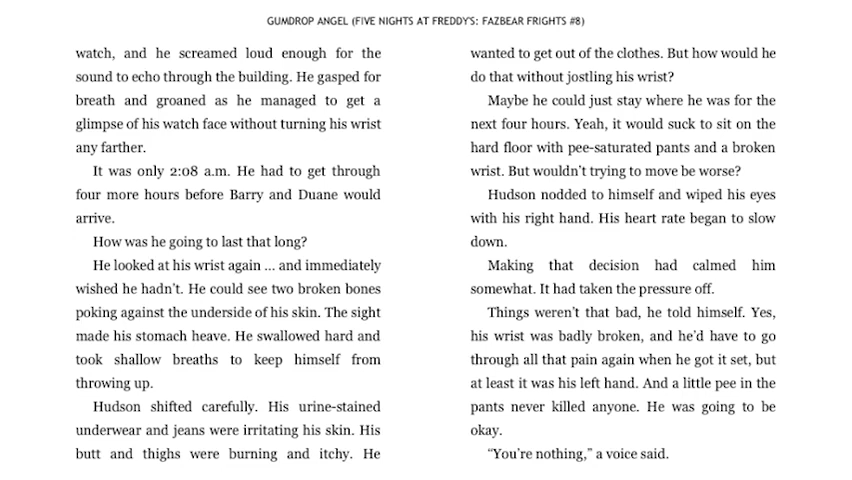 GUMDROP ANGEL (FIVE NIGHTS AT FREDDY'S: FAZBEAR FRIGHTS #8)
watch, and he screamed loud enough for the
sound to echo through the building. He gasped for
breath and groaned as he managed to get a
glimpse of his watch face without turning his wrist
any farther.
It was only 2:08 a.m. He had to get through
four more hours before Barry and Duane would
arrive.
How was he going to last that long?
He looked at his wrist again ... and immediately
wished he hadn't. He could see two broken bones
poking against the underside of his skin. The sight
made his stomach heave. He swallowed hard and
took shallow breaths to keep himself from
throwing up.
Hudson shifted carefully. His urine-stained
underwear and jeans were irritating his skin. His
butt and thighs were burning and itchy. He
wanted to get out of the clothes. But how would he
do that without jostling his wrist?
Maybe he could just stay where he was for the
next four hours. Yeah, it would suck to sit on the
hard floor with pee-saturated pants and a broken
wrist. But wouldn't trying to move be worse?
Hudson nodded to himself and wiped his eyes
with his right hand. His heart rate began to slow
down.
Making that decision had calmed him
somewhat. It had taken the pressure off.
Things weren't that bad, he told himself. Yes,
his wrist was badly broken, and he'd have to go
through all that pain again when he got it set, but
at least it was his left hand. And a little pee in the
pants never killed anyone. He was going to be
okay.
"You're nothing," a voice said.